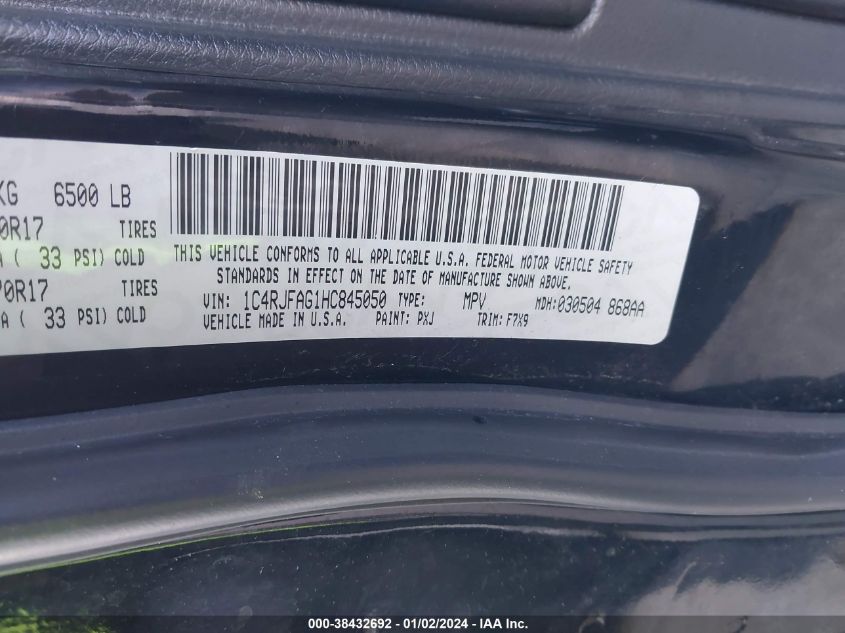 KG 6500 LB
0R17 TIRES
A ( 33 PSI) COLD
70R17 TIRES
A ( 33 PSI) COLD
THIS VEHICLE CONFORMS TO ALL APPLICABLE U.S.A. FEDERAL MOTOR VEHICLE SAFETY
STANDARDS IN EFFECT ON THE DATE OF MANUFACTURE SHOWN ABOVE.
VIN: 1C4RJFAG1HC845050 TYPE: MPV MDH:030504 868AA
VEHICLE MADE IN U.S.A. PAINT: PXJ TRIM: F7X9
000-38432692 - 01/02/2024 - IAA Inc.